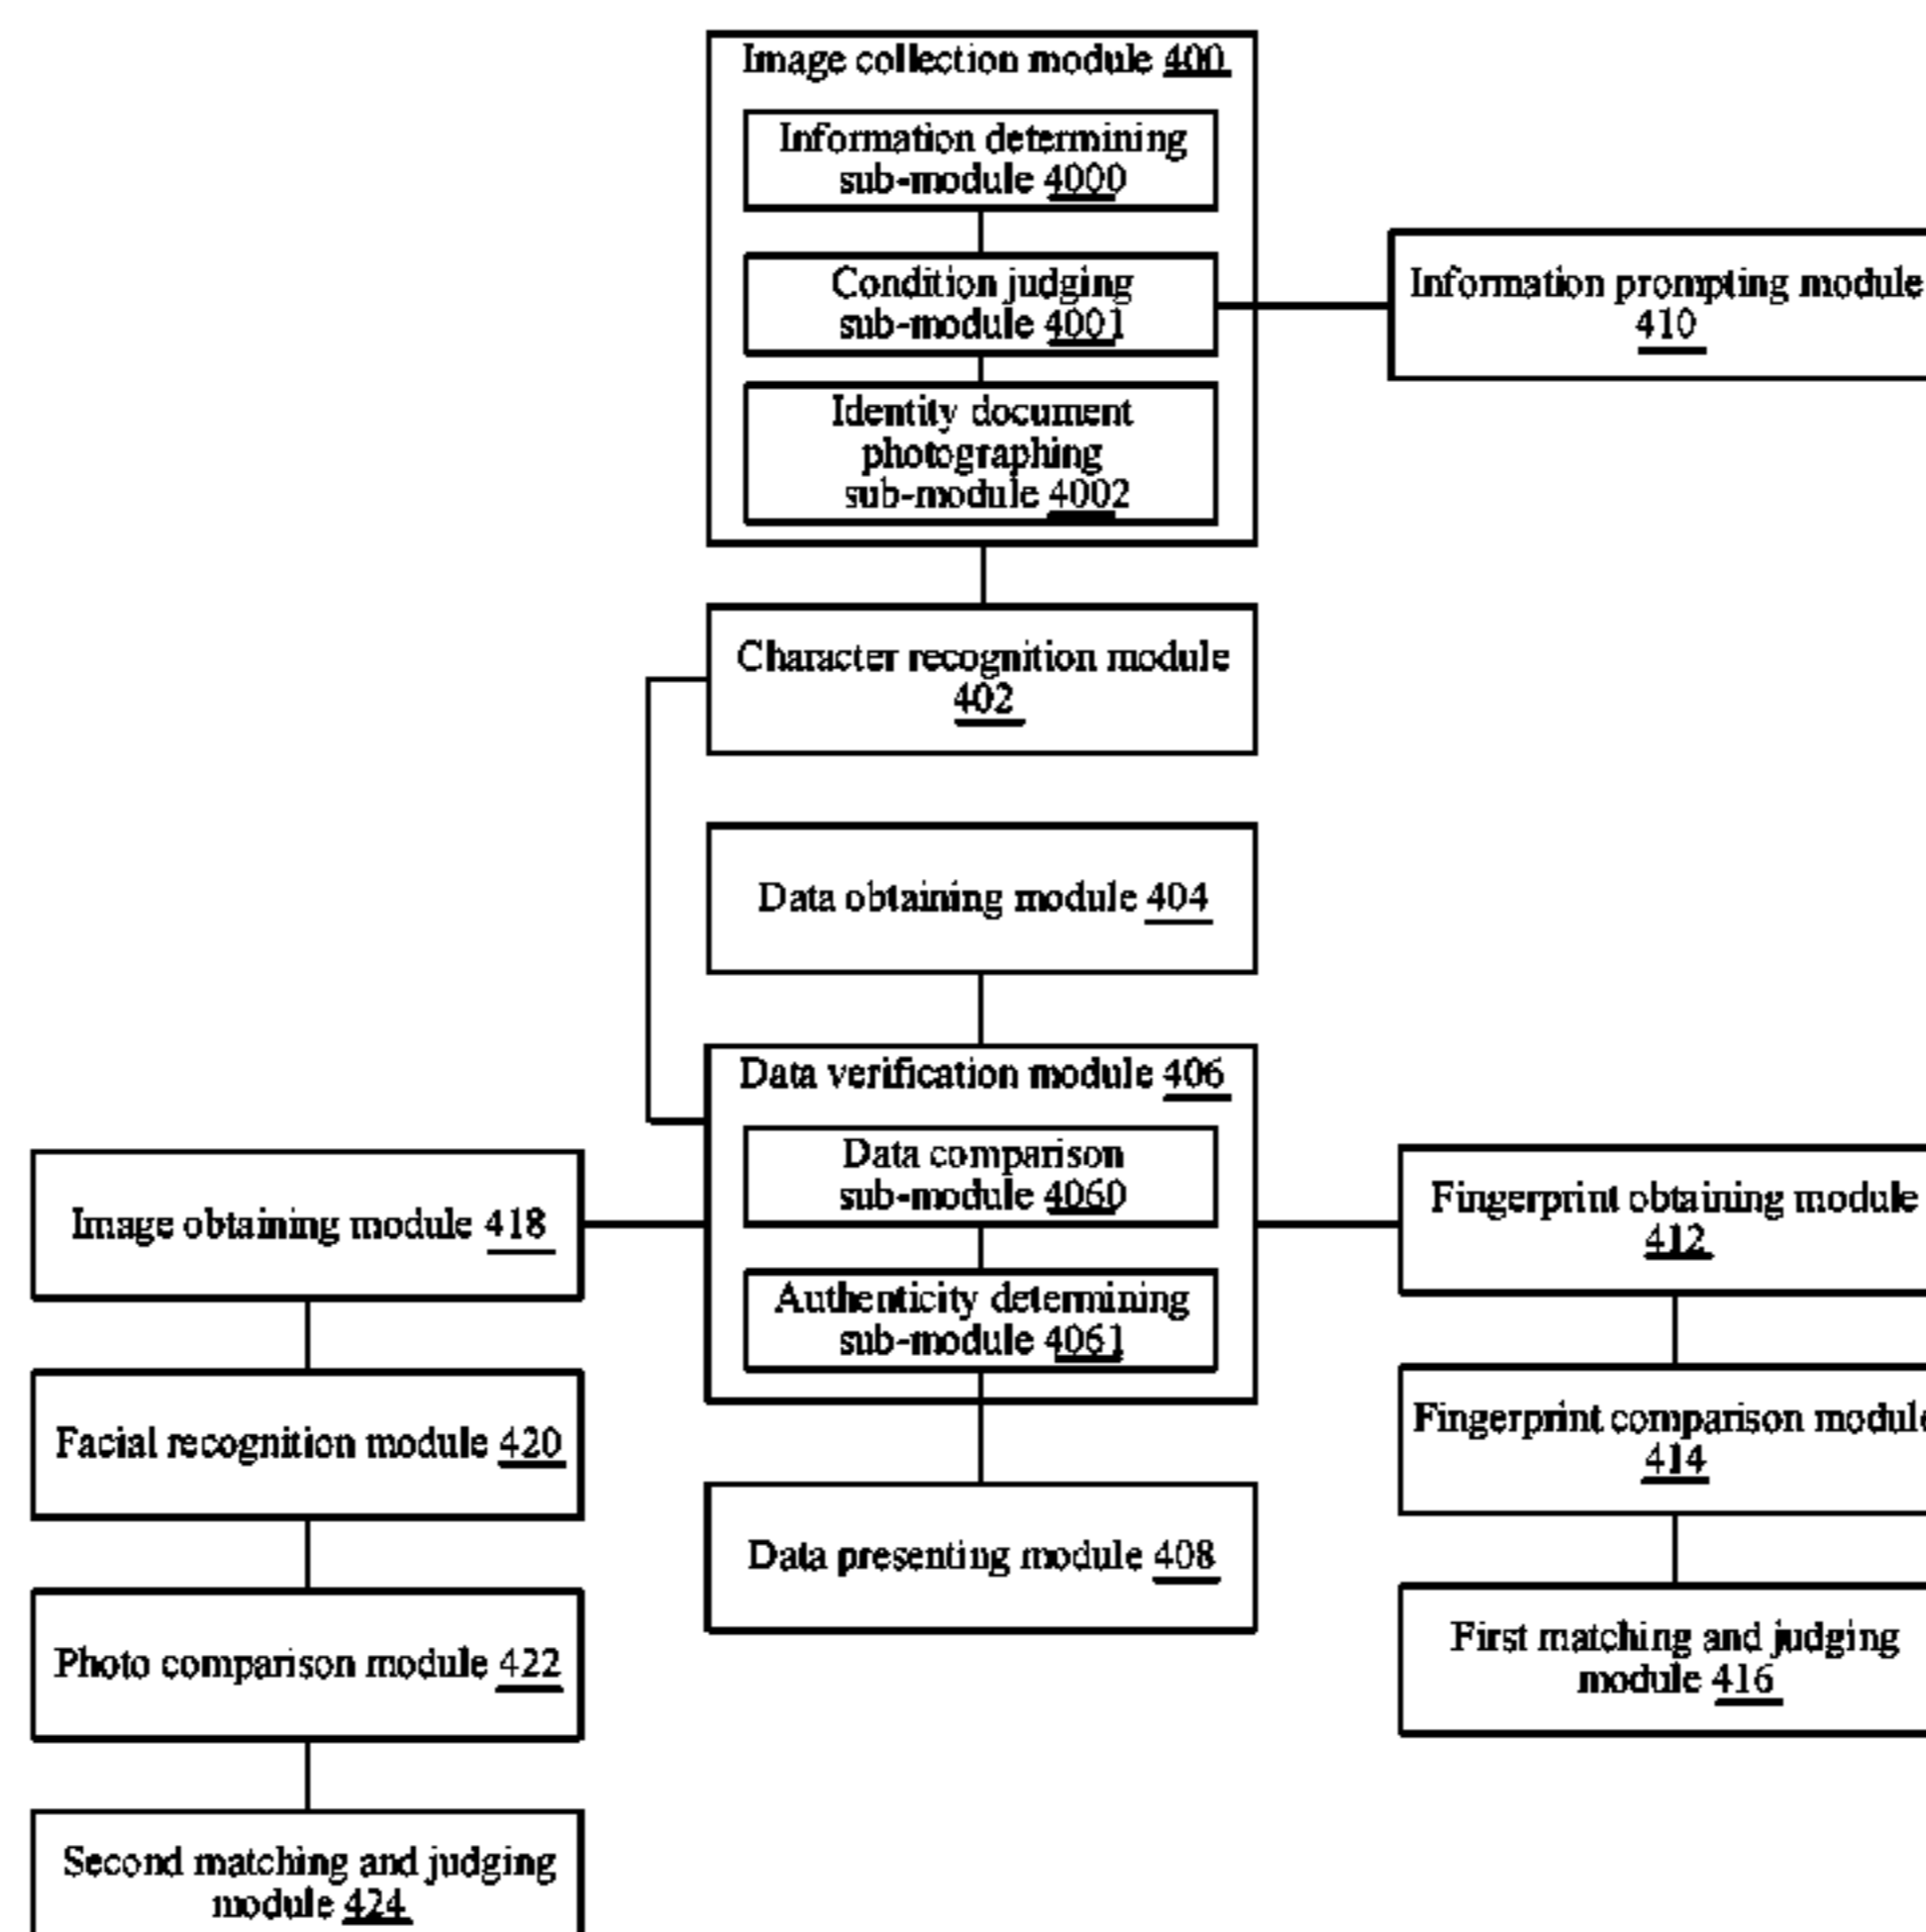 Image collection module 400
Information determining
sub-module 4000
Condition judging
sub-module 4001
Identity document
photographing
sub-module 4002
Information prompting module
410
Character recognition module
402
Data obtaining module 404
Data verification module 406
Data comparison
sub-module 4060
Authenticity determining
sub-module 4061
Data presenting module 408
Image obtaining module 418
Facial recognition module 420
Photo comparison module 422
Second matching and judging
module 424
Fingerprint obtaining module
412
Fingerprint comparison module
414
First matching and judging
module 416